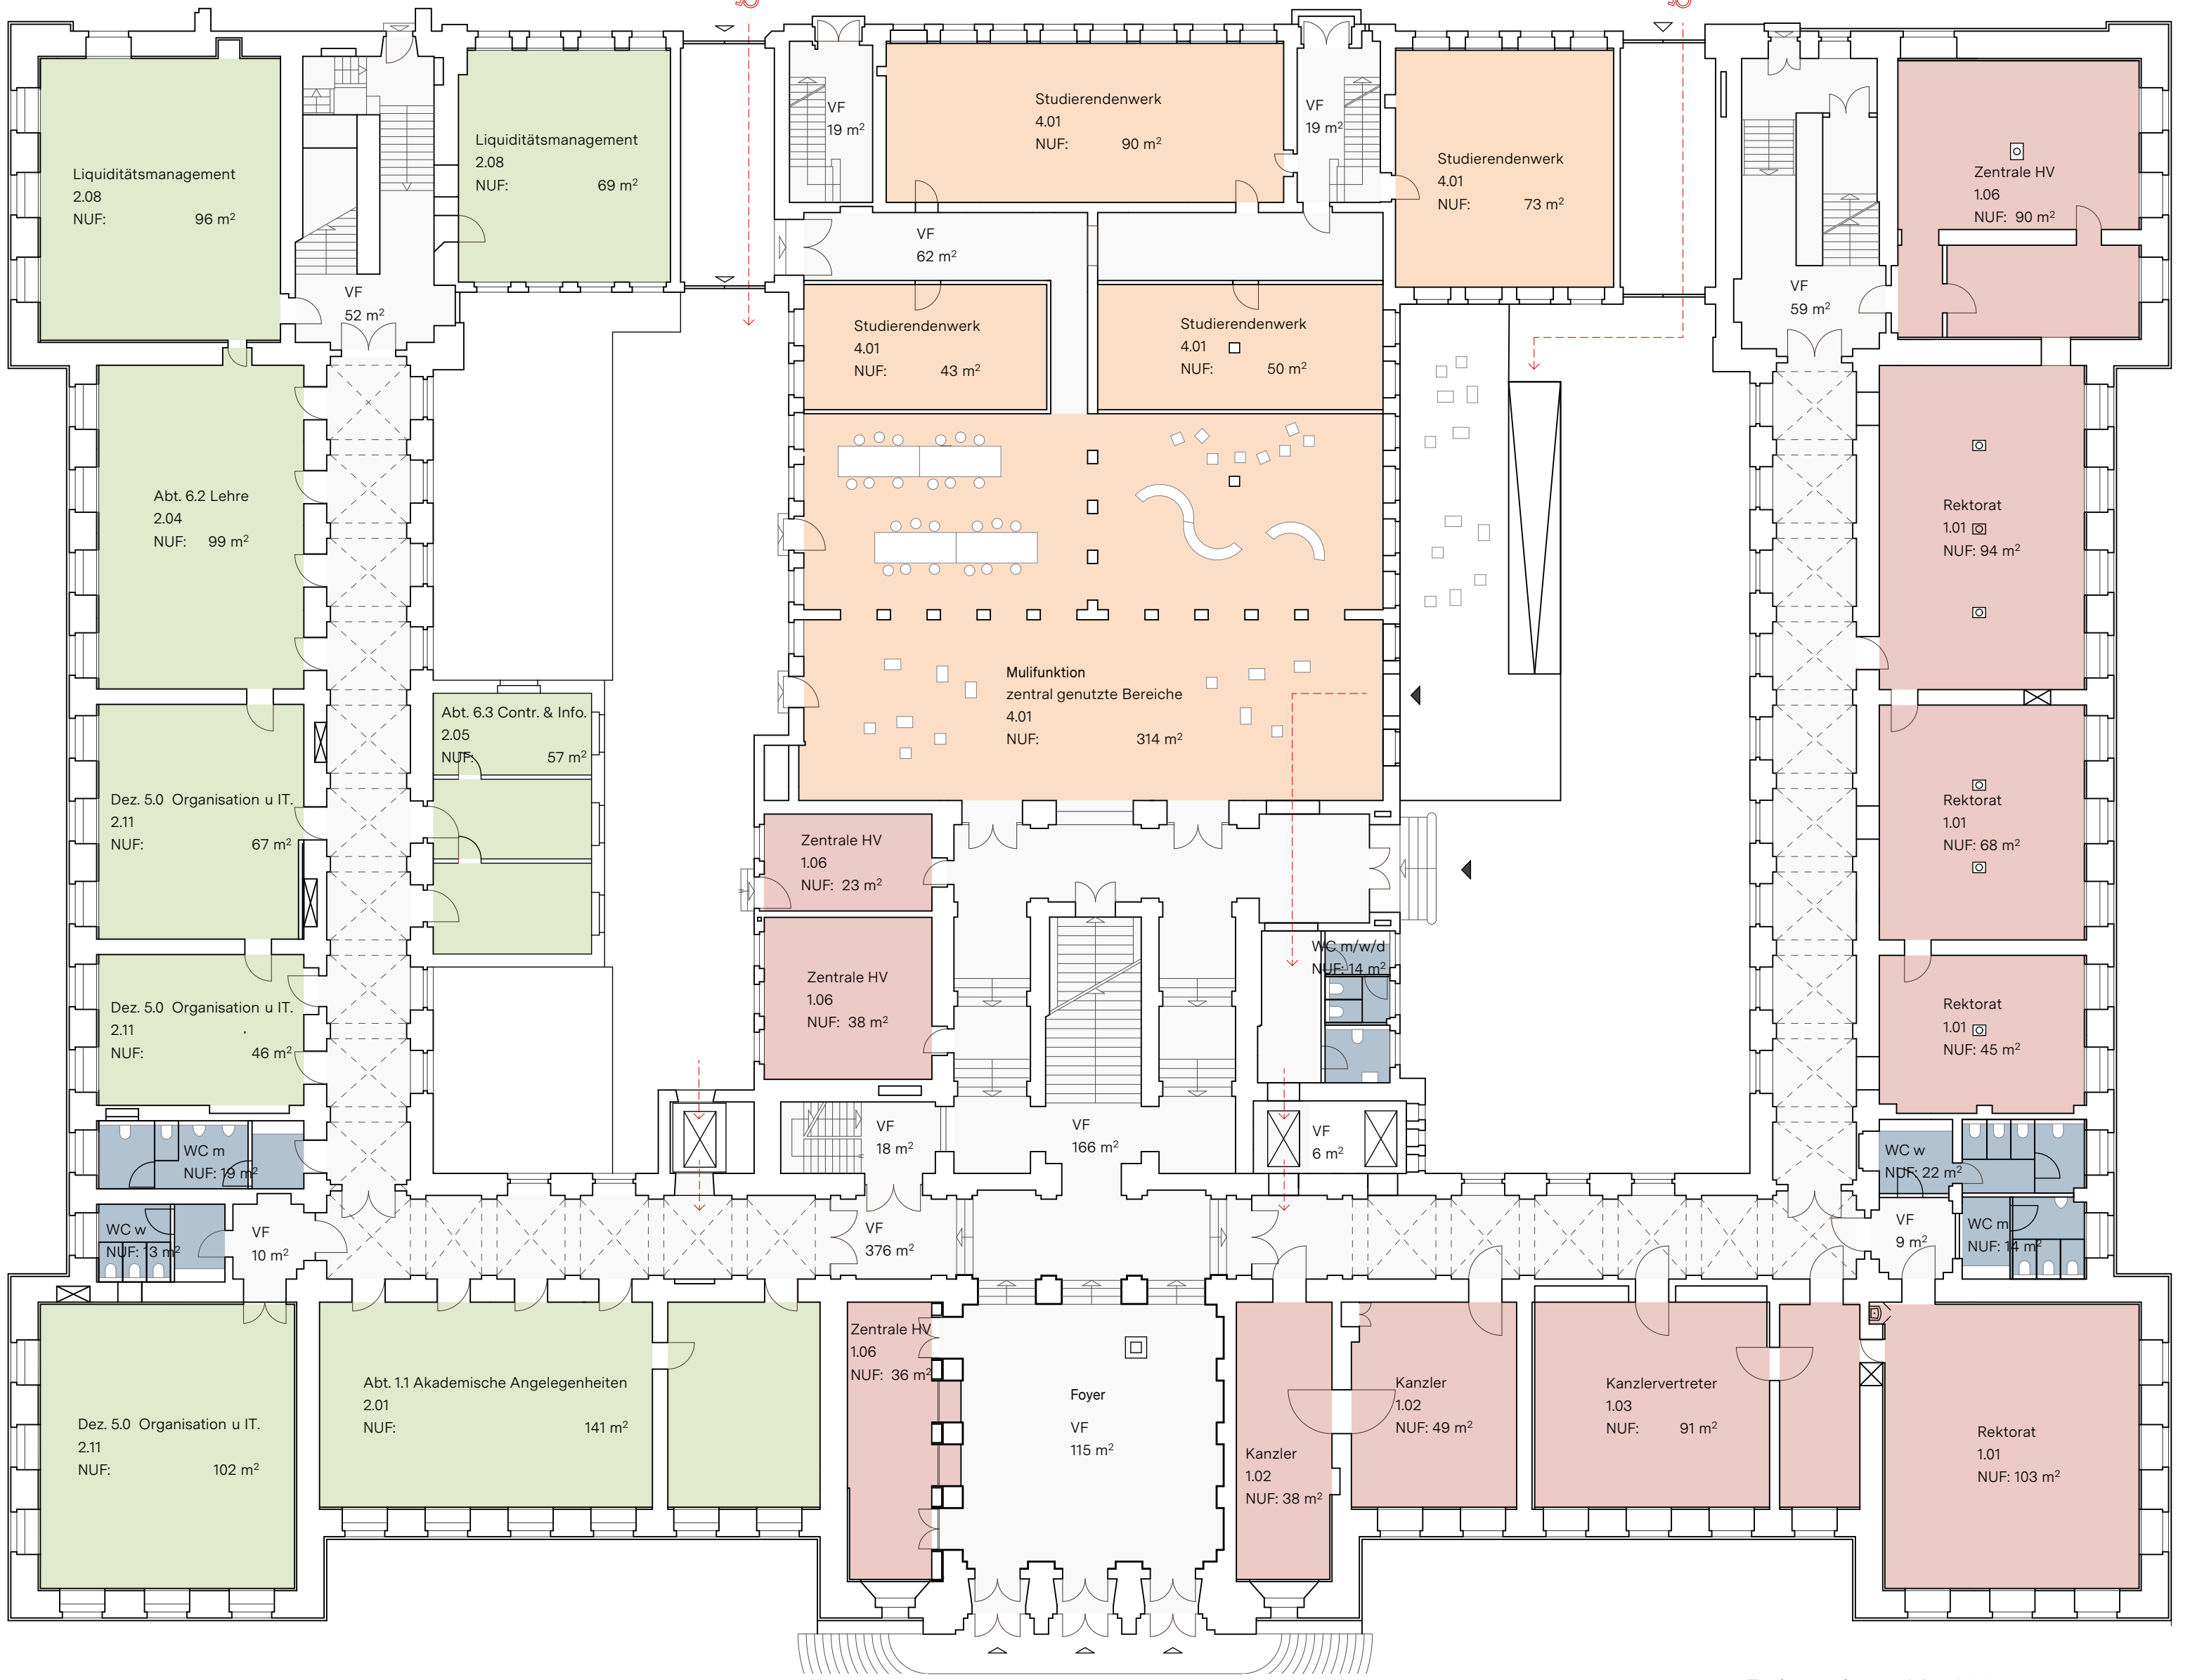 Liquiditätsmanagement
2.08
NUF: 96 m²
VF
52 m²
Liquiditätsmanagement
2.08
NUF: 69 m²
VF
19 m²
Studierendenwerk
4.01
NUF: 90 m²
VF
19 m²
Studierendenwerk
4.01
NUF: 73 m²
VF
59 m²
Zentrale HV
1.06
NUF: 90 m²
VF
62 m²
Studierendenwerk
4.01
NUF: 43 m²
Studierendenwerk
4.01
NUF: 50 m²
Abt. 6.2 Lehre
2.04
NUF: 99 m²
Rektorat
1.01
NUF: 94 m²
Mulifunktion
zentral genutzte Bereiche
4.01
NUF: 314 m²
Abt. 6.3 Contr. & Info.
2.05
NUF: 57 m²
Dez. 5.0 Organisation u IT.
2.11
NUF: 67 m²
Rektorat
1.01
NUF: 68 m²
Zentrale HV
1.06
NUF: 23 m²
Zentrale HV
1.06
NUF: 38 m²
WC m/w/d
NUF: 14 m²
Dez. 5.0 Organisation u IT.
2.11
NUF: 46 m²
Rektorat
1.01
NUF: 45 m²
WC m
NUF: 19 m²
VF
18 m²
VF
166 m²
VF
6 m²
WC w
NUF: 22 m²
WC w
NUF: 13 m²
VF
10 m²
VF
376 m²
VF
9 m²
WC m
NUF: 14 m²
Dez. 5.0 Organisation u IT.
2.11
NUF: 102 m²
Abt. 1.1 Akademische Angelegenheiten
2.01
NUF: 141 m²
Zentrale HV
1.06
NUF: 36 m²
Foyer
VF
115 m²
Kanzler
1.02
NUF: 38 m²
Kanzler
1.02
NUF: 49 m²
Kanzlervertreter
1.03
NUF: 91 m²
Rektorat
1.01
NUF: 103 m²